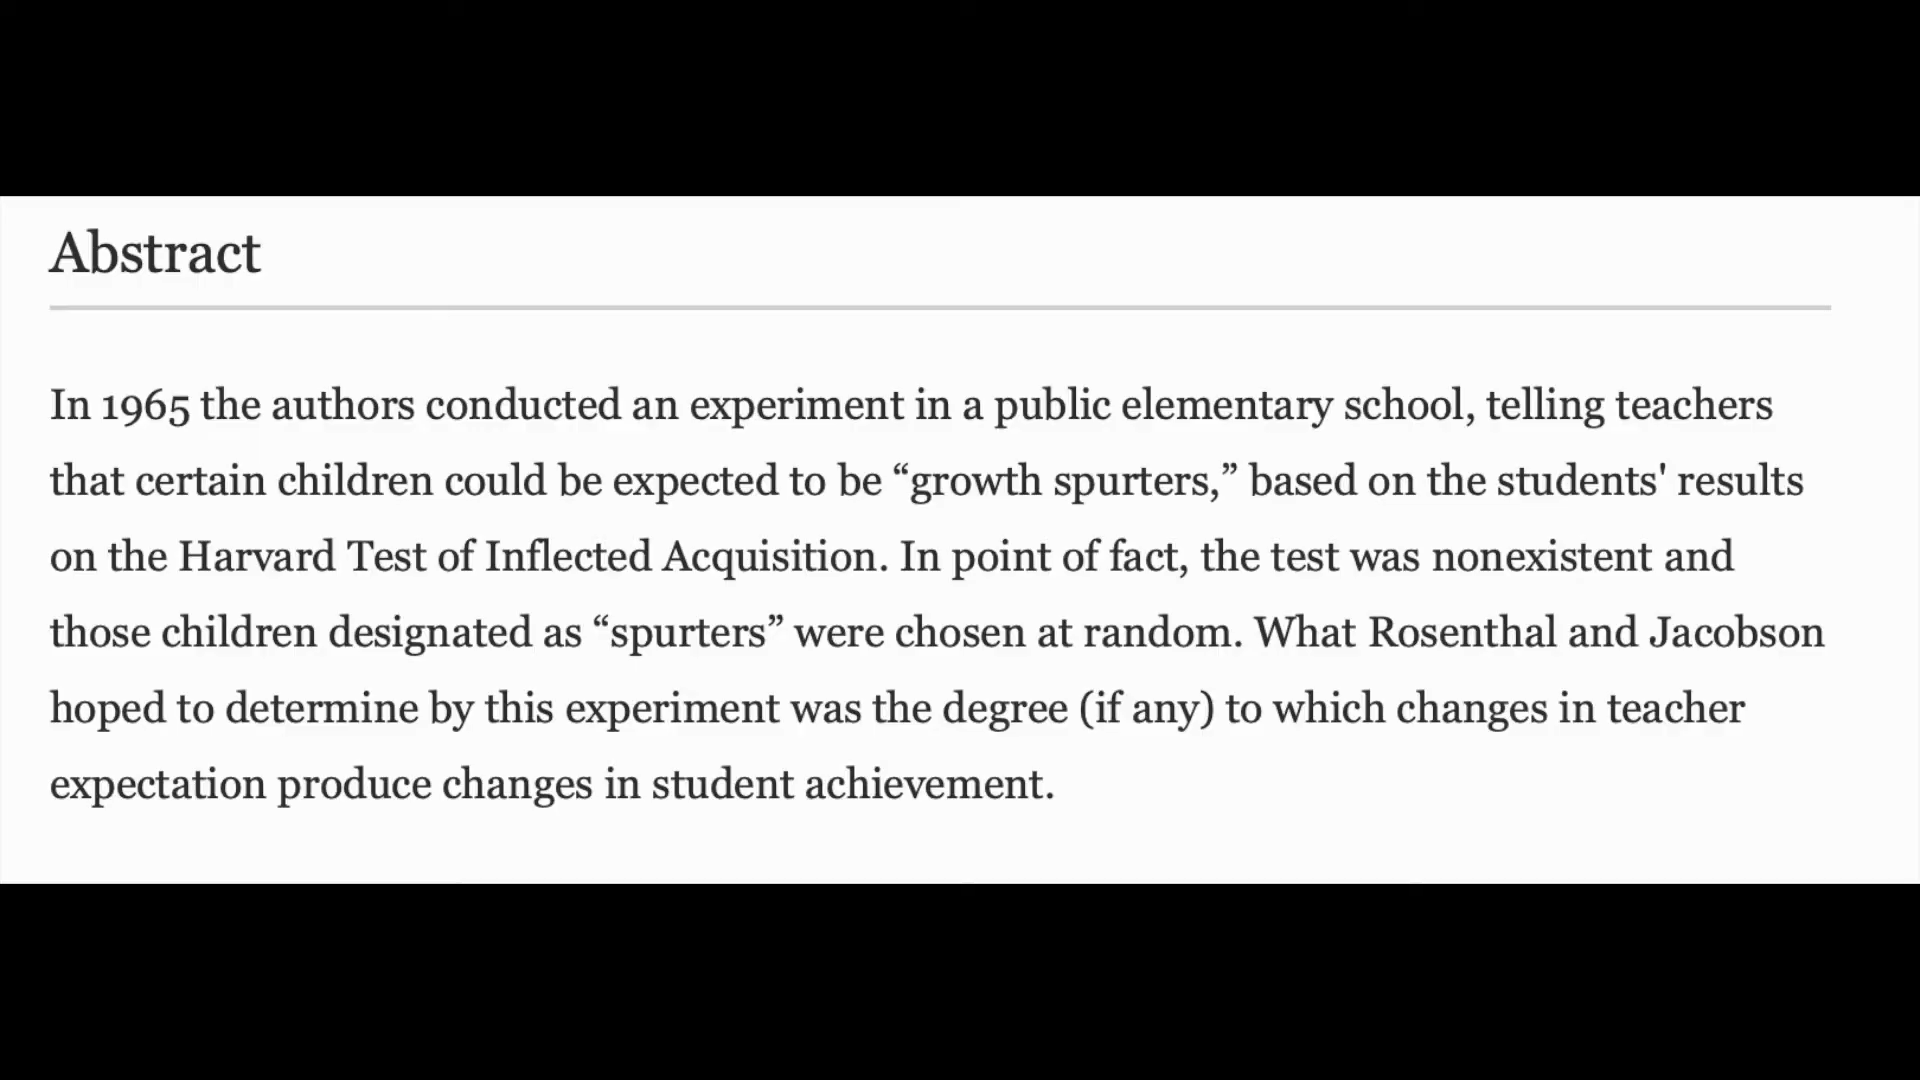 Abstract
In 1965 the authors conducted an experiment in a public elementary school, telling teachers
that certain children could be expected to be “growth spurters,” based on the students' results
on the Harvard Test of Inflected Acquisition. In point of fact, the test was nonexistent and
those children designated as “spurters” were chosen at random. What Rosenthal and Jacobson
hoped to determine by this experiment was the degree (if any) to which changes in teacher
expectation produce changes in student achievement.